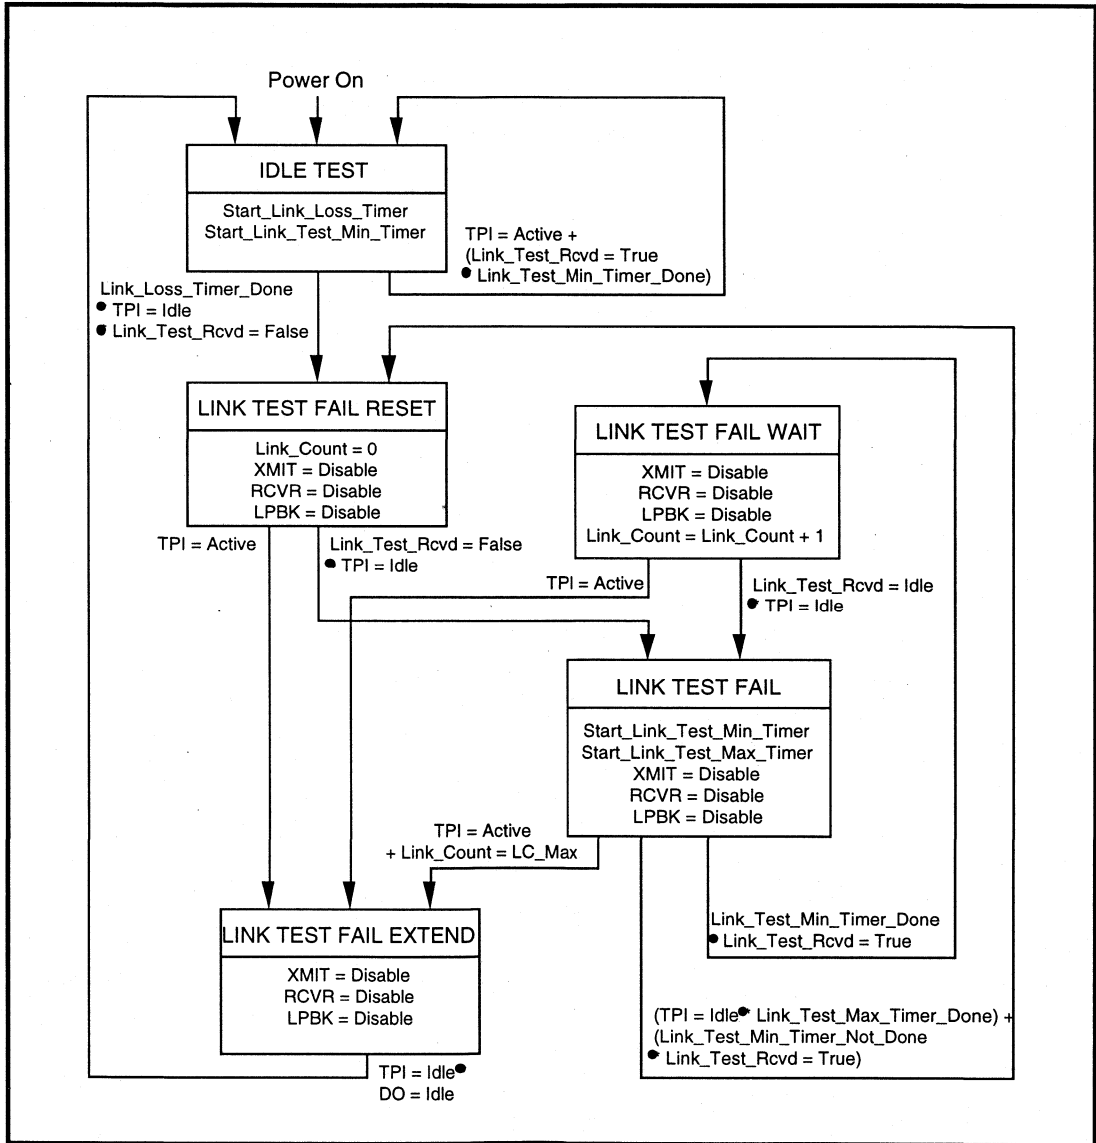 Power On
IDLE TEST
Start_Link_Loss_Timer
Start_Link_Test_Min_Timer
TPI = Active +
(Link_Test_Rcvd = True
● Link_Test_Min_Timer_Done)
Link_Loss_Timer_Done
● TPI = Idle
● Link_Test_Rcvd = False
LINK TEST FAIL RESET
Link_Count = 0
XMIT = Disable
RCVR = Disable
LPBK = Disable
LINK TEST FAIL WAIT
XMIT = Disable
RCVR = Disable
LPBK = Disable
Link_Count = Link_Count + 1
TPI = Active
Link_Test_Rcvd = False
● TPI = Idle
TPI = Active
Link_Test_Rcvd = Idle
● TPI = Idle
LINK TEST FAIL
Start_Link_Test_Min_Timer
Start_Link_Test_Max_Timer
XMIT = Disable
RCVR = Disable
LPBK = Disable
TPI = Active
+ Link_Count = LC_Max
LINK TEST FAIL EXTEND
XMIT = Disable
RCVR = Disable
LPBK = Disable
Link_Test_Min_Timer_Done
● Link_Test_Rcvd = True
(TPI = Idle● Link_Test_Max_Timer_Done) +
(Link_Test_Min_Timer_Not_Done
● Link_Test_Rcvd = True)
TPI = Idle●
DO = Idle